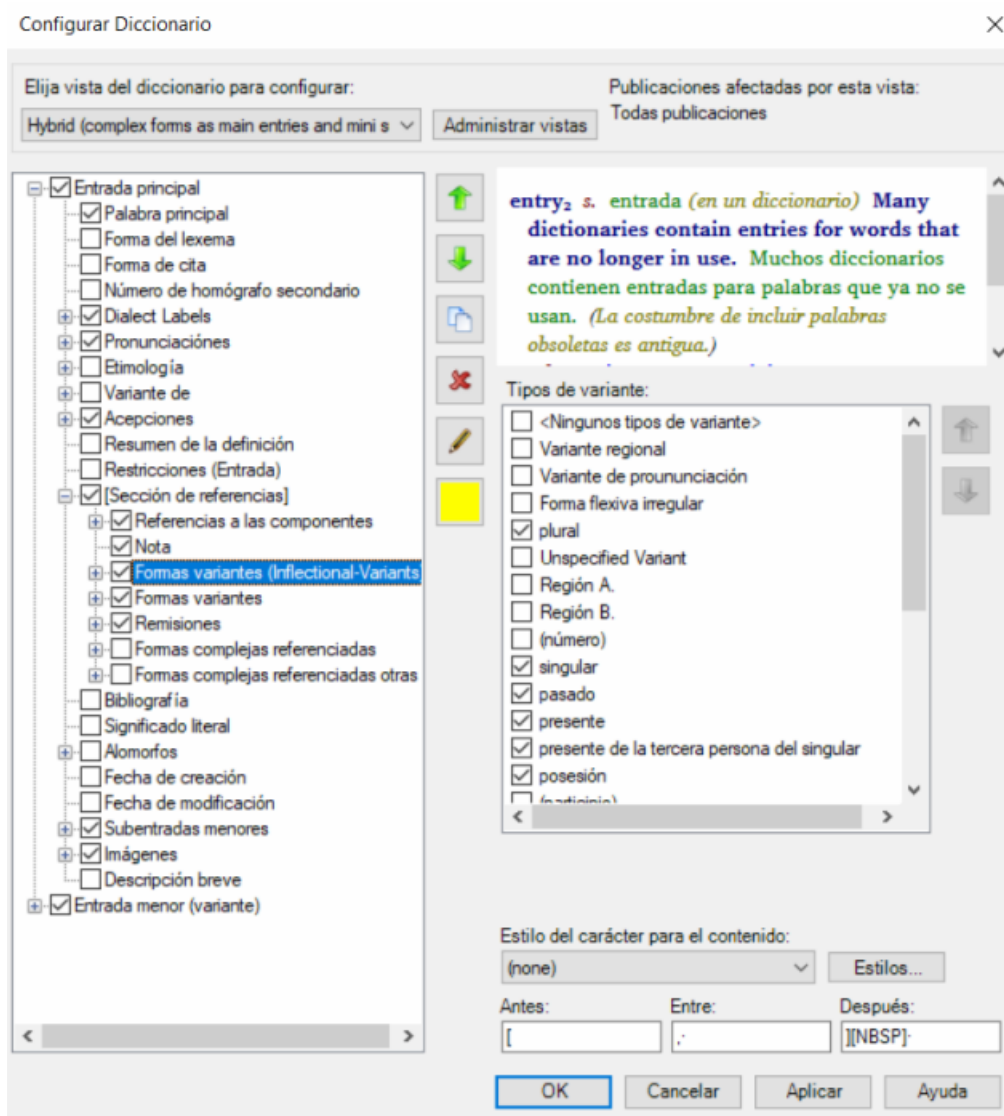 Configurar Diccionario
Elija vista del diccionario para configurar:
Hybrid (complex forms as main entries and mini s
Administrar vistas
Publicaciones afectadas por esta vista:
Todas publicaciones
Entrada principal
Palabra principal
Forma del lexema
Forma de cita
Número de homógrafo secondario
Dialect Labels
Pronunciaciónes
Etimología
Variante de
Acepciones
Resumen de la definición
Restricciones (Entrada)
[Sección de referencias]
Referencias a las componentes
Nota
Formas variantes (Inflectional-Variants
Formas variantes
Remisiones
Formas complejas referenciadas
Formas complejas referenciadas otras
Bibliografía
Significado literal
Alomorfos
Fecha de creación
Fecha de modificación
Subentradas menores
Imágenes
Descripción breve
Entrada menor (variante)
entry₂ s. entrada (en un diccionario) Many
dictionaries contain entries for words that
are no longer in use. Muchos diccionarios
contienen entradas para palabras que ya no se
usan. (La costumbre de incluir palabras
obsoletas es antigua.)
Tipos de variante:
<Ningunos tipos de variante>
Variante regional
Variante de proununciación
Forma flexiva irregular
plural
Unspecified Variant
Región A.
Región B.
(número)
singular
pasado
presente
presente de la tercera persona del singular
posesión
(participio)
Estilo del carácter para el contenido:
(none)
Estilos...
Antes:
Entre:
Después:
[
,·
][NBSP]·
OK
Cancelar
Aplicar
Ayuda